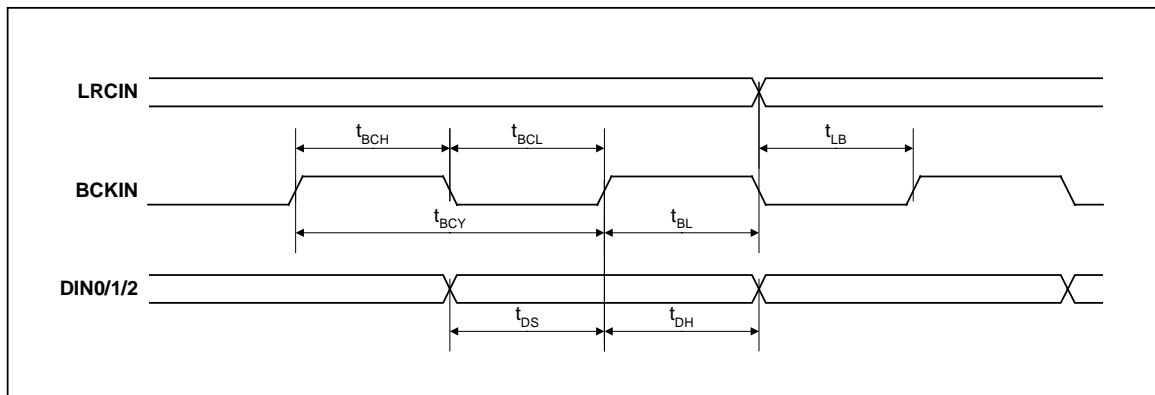 LRCIN
tBCH
tBCL
tLB
BCKIN
tBCY
tBL
DIN0/1/2
tDS
tDH